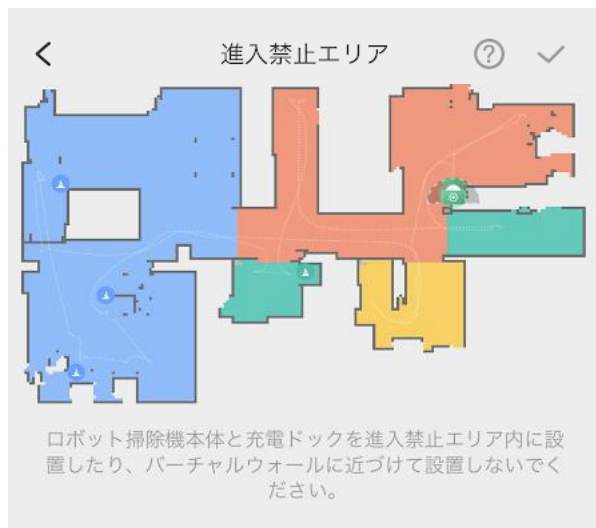 進入禁止エリア
ロボット掃除機本体と充電ドックを進入禁止エリア内に設
置したり、バーチャルウォールに近づけて設置しないでく
ださい。